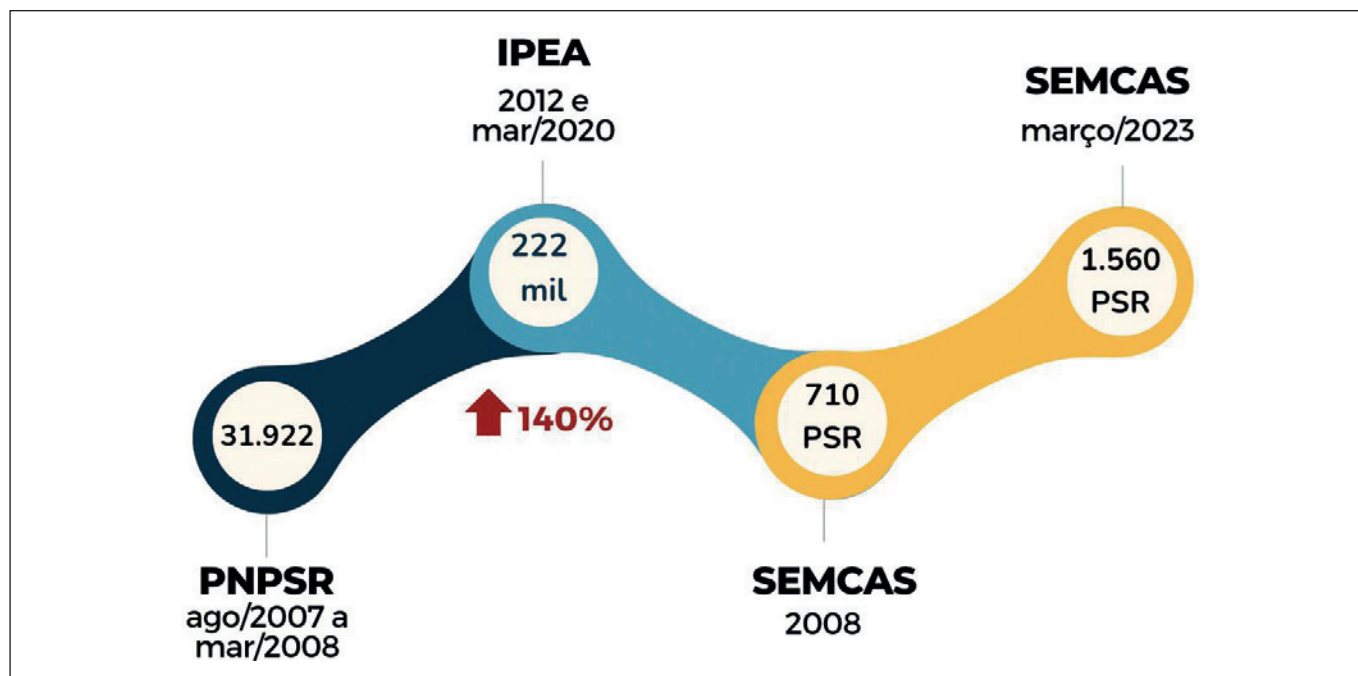 IPEA
2012 e
mar/2020
SEMCAS
março/2023
222
mil
1.560
PSR
31.922
140%
710
PSR
PNPSR
ago/2007 a
mar/2008
SEMCAS
2008